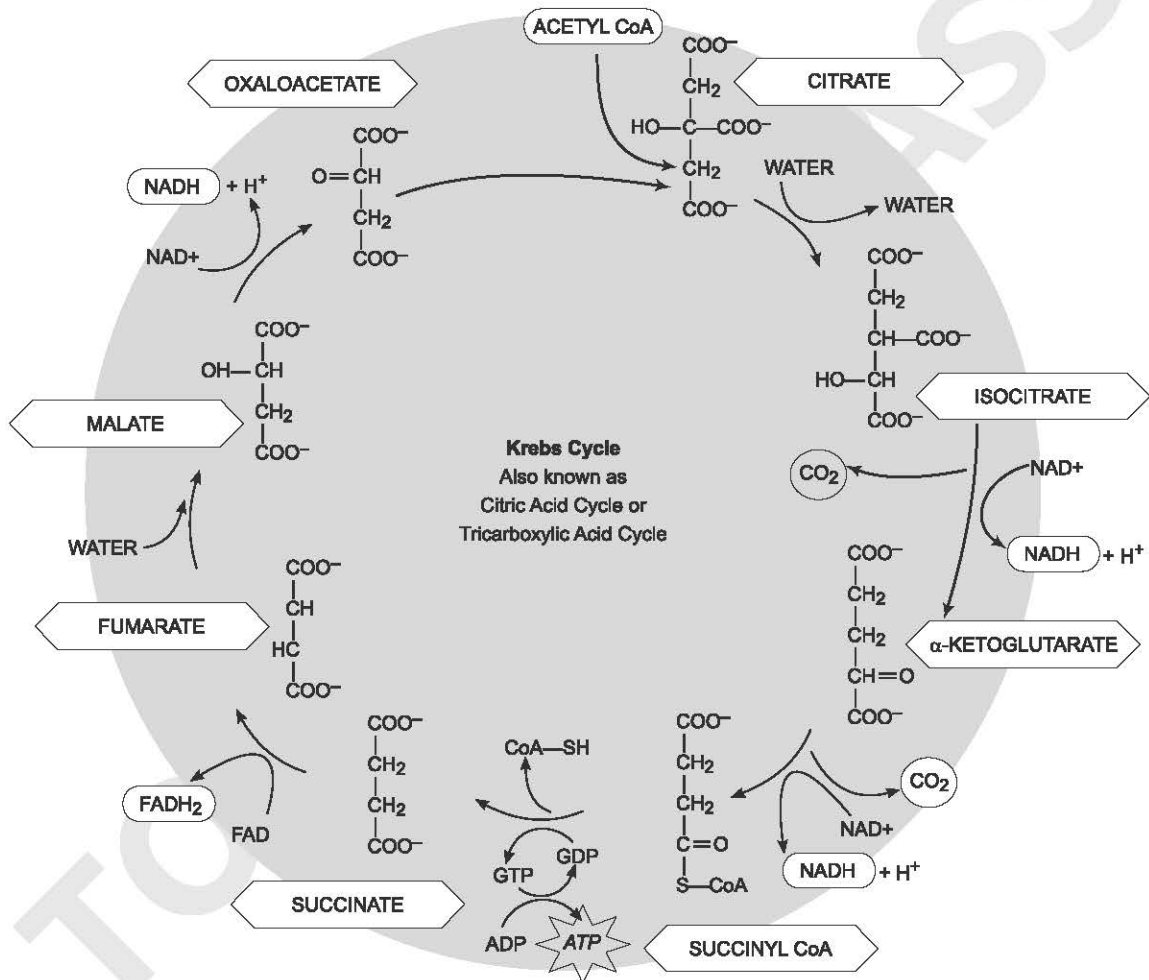 ACETYL CoA
COO⁻
CH₂
HO—C—COO⁻
CH₂
COO⁻
CITRATE
WATER
WATER
OXALOACETATE
COO⁻
O=CH
CH₂
COO⁻
NADH + H⁺
NAD+
COO⁻
CH₂
CH—COO⁻
HO—CH
COO⁻
ISOCITRATE
NAD+
CO₂
NADH + H⁺
COO⁻
OH—CH
CH₂
COO⁻
MALATE
Krebs Cycle
Also known as
Citric Acid Cycle or
Tricarboxylic Acid Cycle
WATER
COO⁻
CH
HC
COO⁻
FUMARATE
COO⁻
CH₂
CH₂
CH=O
COO⁻
α-KETOGLUTARATE
CO₂
NAD+
NADH + H⁺
COO⁻
CH₂
CH₂
C=O
S—CoA
SUCCINYL CoA
CoA—SH
GDP
GTP
ADP
ATP
COO⁻
CH₂
CH₂
COO⁻
SUCCINATE
FADH₂
FAD